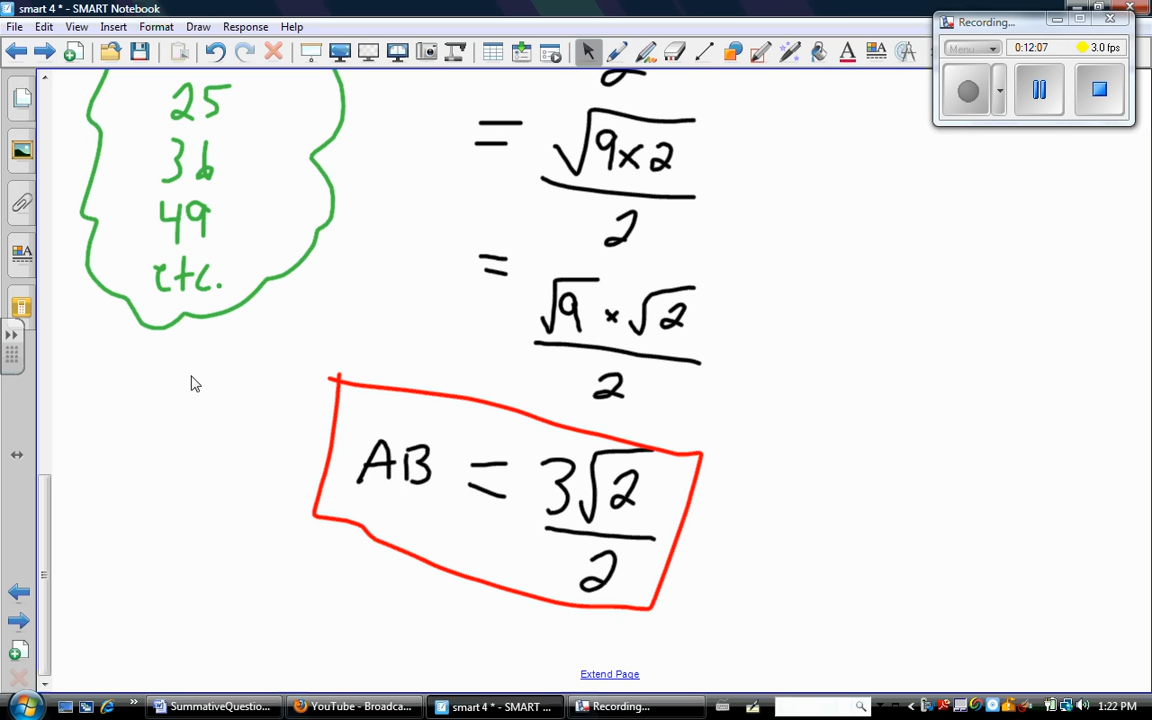 smart 4 * - SMART Notebook
File Edit View Insert Format Draw Response Help
Recording...
Menu 0:12:07 3.0 fps
25
36
49
etc.
2
= √9×2
2
= √9 × √2
2
AB = 3√2
2
Extend Page
» SummativeQuestio... YouTube - Broadca... smart 4 * - SMART ... Recording... 1:22 PM